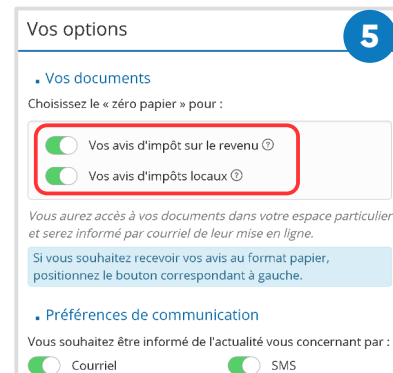 Vos options
5
Vos documents
Choisissez le « zéro papier » pour :
Vos avis d'impôt sur le revenu ?
Vos avis d'impôts locaux ?
Vous aurez accès à vos documents dans votre espace particulier
et serez informé par courriel de leur mise en ligne.
Si vous souhaitez recevoir vos avis au format papier,
positionnez le bouton correspondant à gauche.
Préférences de communication
Vous souhaitez être informé de l'actualité vous concernant par :
Courriel SMS